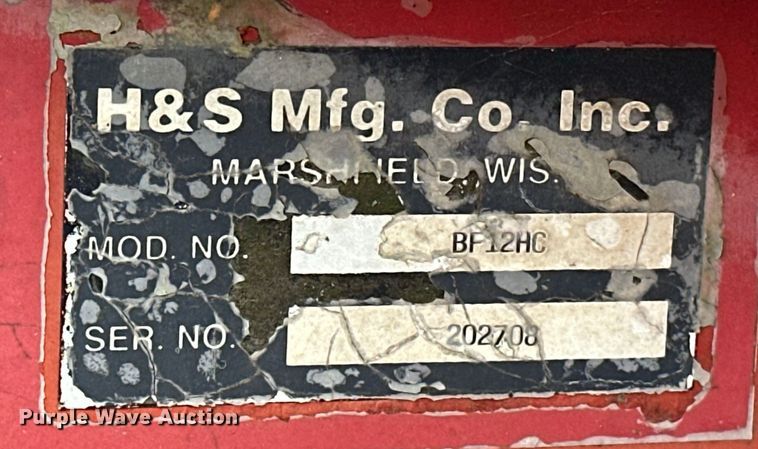 H&S Mfg. Co. Inc.
MARSHFIELD, WIS.
MOD. NO. BF12HC
SER. NO. 202708
Purple Wave Auction